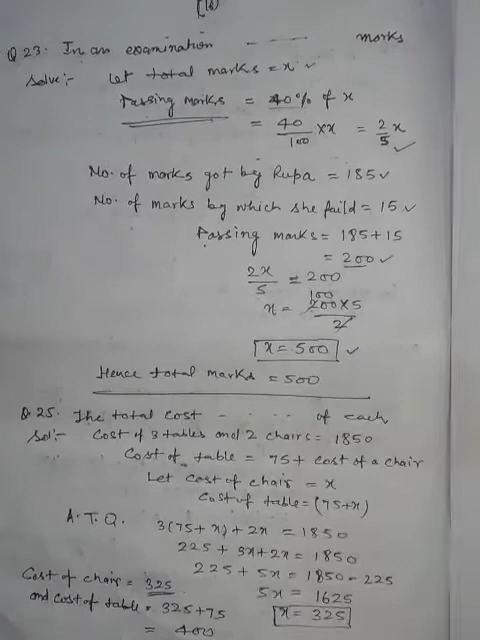 (18)
Q 23. In an examination - - - - marks
Solve:- Let total marks = x ✓
Passing marks = 40% of x
= 40/100 × x = 2/5 x ✓
No. of marks got by Rupa = 185 ✓
No. of marks by which she faild = 15 ✓
Passing marks = 185+15
= 200 ✓
2x/5 = 200
100
x = 200×5/2
x = 500 ✓
Hence total marks = 500
Q 25. The total cost - . . . of each
Sol:- Cost of 3 tables and 2 chairs = 1850
Cost of table = 75 + cost of a chair
Let cost of chair = x
Cost of table = (75+x)
A.T.Q. 3(75+x) + 2x = 1850
225 + 3x + 2x = 1850
225 + 5x = 1850 - 225
5x = 1625
x = 325
Cost of chair = 325
and cost of table = 325+75
= 400